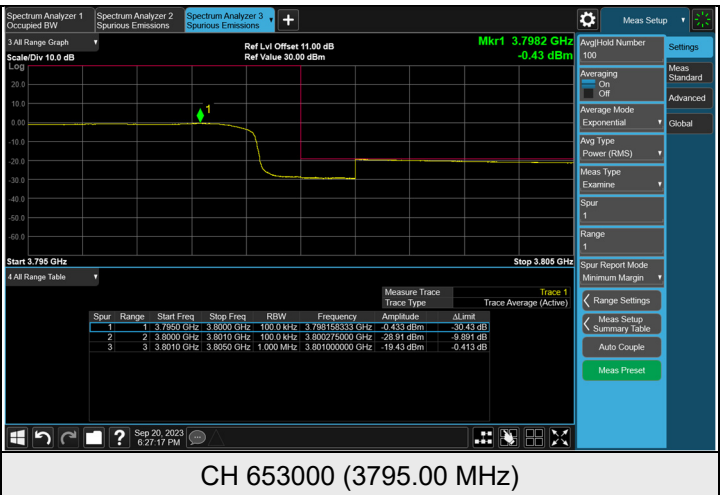 Spectrum Analyzer 1
Occupied BW
Spectrum Analyzer 2
Spurious Emissions
Spectrum Analyzer 3
Spurious Emissions
Meas Setup
3 All Range Graph
Scale/Div 10.0 dB
Ref Lvl Offset 11.00 dB
Ref Value 30.00 dBm
Mkr1 3.7982 GHz
-0.43 dBm
Log
20.0
10.0
0.00
-10.0
-20.0
-30.0
-40.0
-50.0
-60.0
1
Start 3.795 GHz
Stop 3.805 GHz
4 All Range Table
Measure Trace Trace 1
Trace Type Trace Average (Active)
Spur Range Start Freq Stop Freq RBW Frequency Amplitude ΔLimit
1 1 3.7950 GHz 3.8000 GHz 100.0 kHz 3.798158333 GHz -0.433 dBm -30.43 dB
2 2 3.8000 GHz 3.8010 GHz 100.0 kHz 3.800275000 GHz -28.91 dBm -9.891 dB
3 3 3.8010 GHz 3.8050 GHz 1.000 MHz 3.801000000 GHz -19.43 dBm -0.413 dB
Avg|Hold Number
100
Averaging
On
Off
Average Mode
Exponential
Avg Type
Power (RMS)
Meas Type
Examine
Spur
1
Range
1
Spur Report Mode
Minimum Margin
Range Settings
Meas Setup
Summary Table
Auto Couple
Meas Preset
Settings
Meas
Standard
Advanced
Global
Sep 20, 2023
6:27:17 PM
CH 653000 (3795.00 MHz)